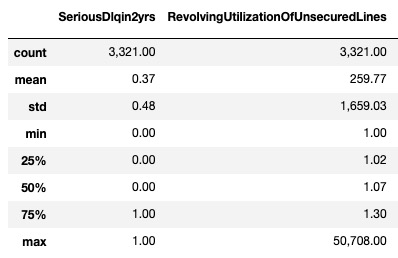 SeriousDlqin2yrs RevolvingUtilizationOfUnsecuredLines
count 3,321.00 3,321.00
mean 0.37 259.77
std 0.48 1,659.03
min 0.00 1.00
25% 0.00 1.02
50% 0.00 1.07
75% 1.00 1.30
max 1.00 50,708.00